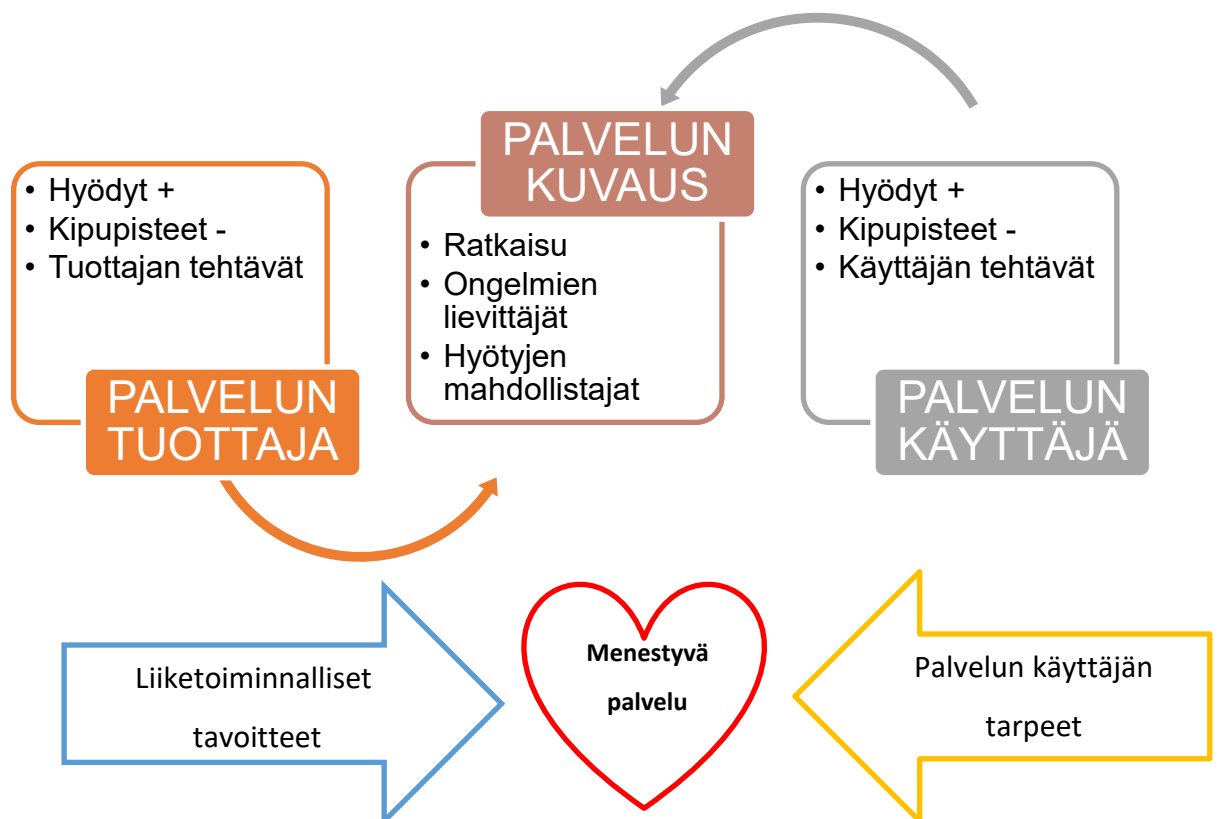 • Hyödyt +
• Kipupisteet -
• Tuottajan tehtävät
PALVELUN
TUOTTAJA
PALVELUN
KUVAUS
• Ratkaisu
• Ongelmien
lievittäjät
• Hyötyjen
mahdollistajat
• Hyödyt +
• Kipupisteet -
• Käyttäjän tehtävät
PALVELUN
KÄYTTÄJÄ
Liiketoiminnalliset
tavoitteet
Menestyvä
palvelu
Palvelun käyttäjän
tarpeet